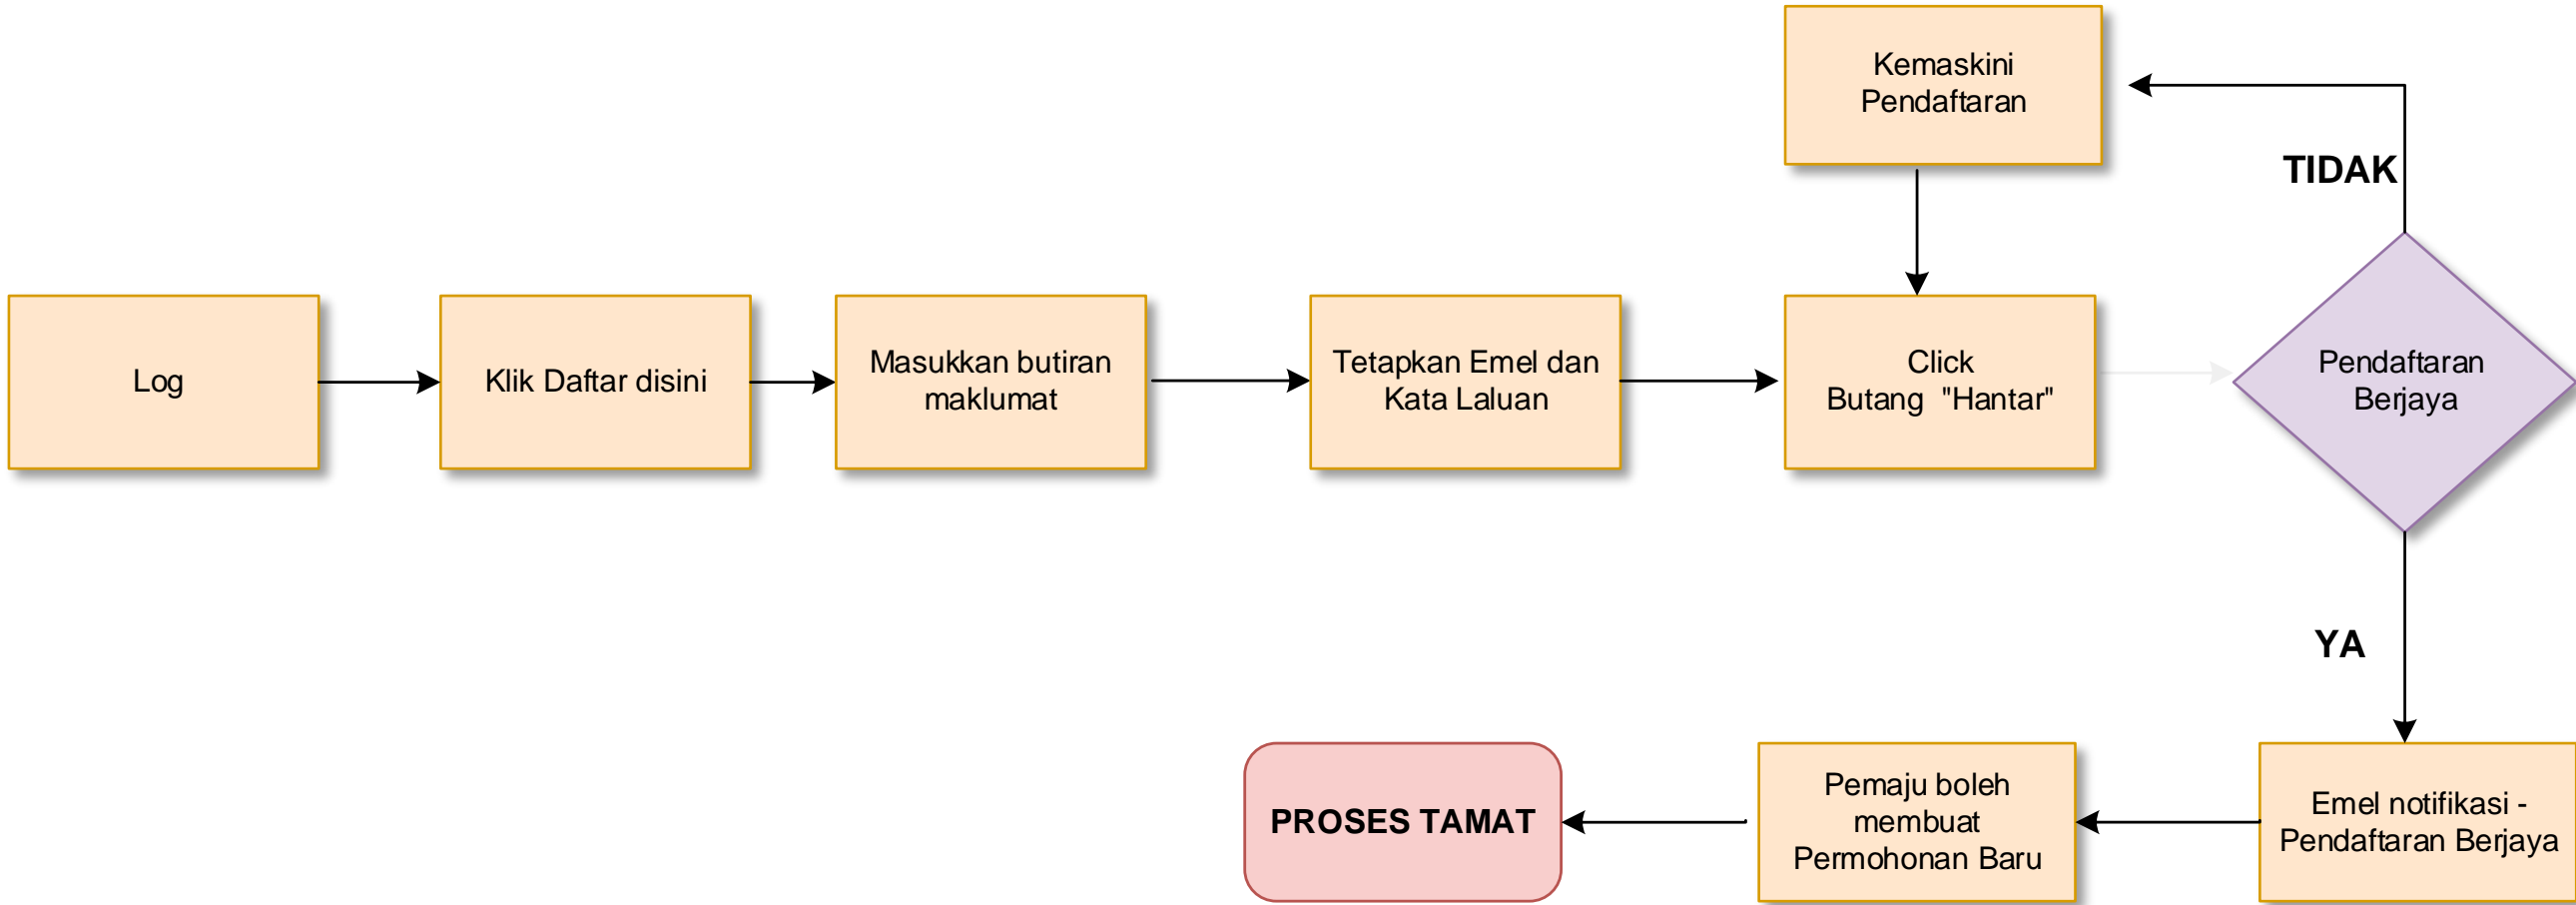 Kemaskini
Pendaftaran
TIDAK
Log
Klik Daftar disini
Masukkan butiran
maklumat
Tetapkan Emel dan
Kata Laluan
Click
Butang  "Hantar"
Pendaftaran
Berjaya
YA
PROSES TAMAT
Pemaju boleh
membuat
Permohonan Baru
Emel notifikasi -
Pendaftaran Berjaya